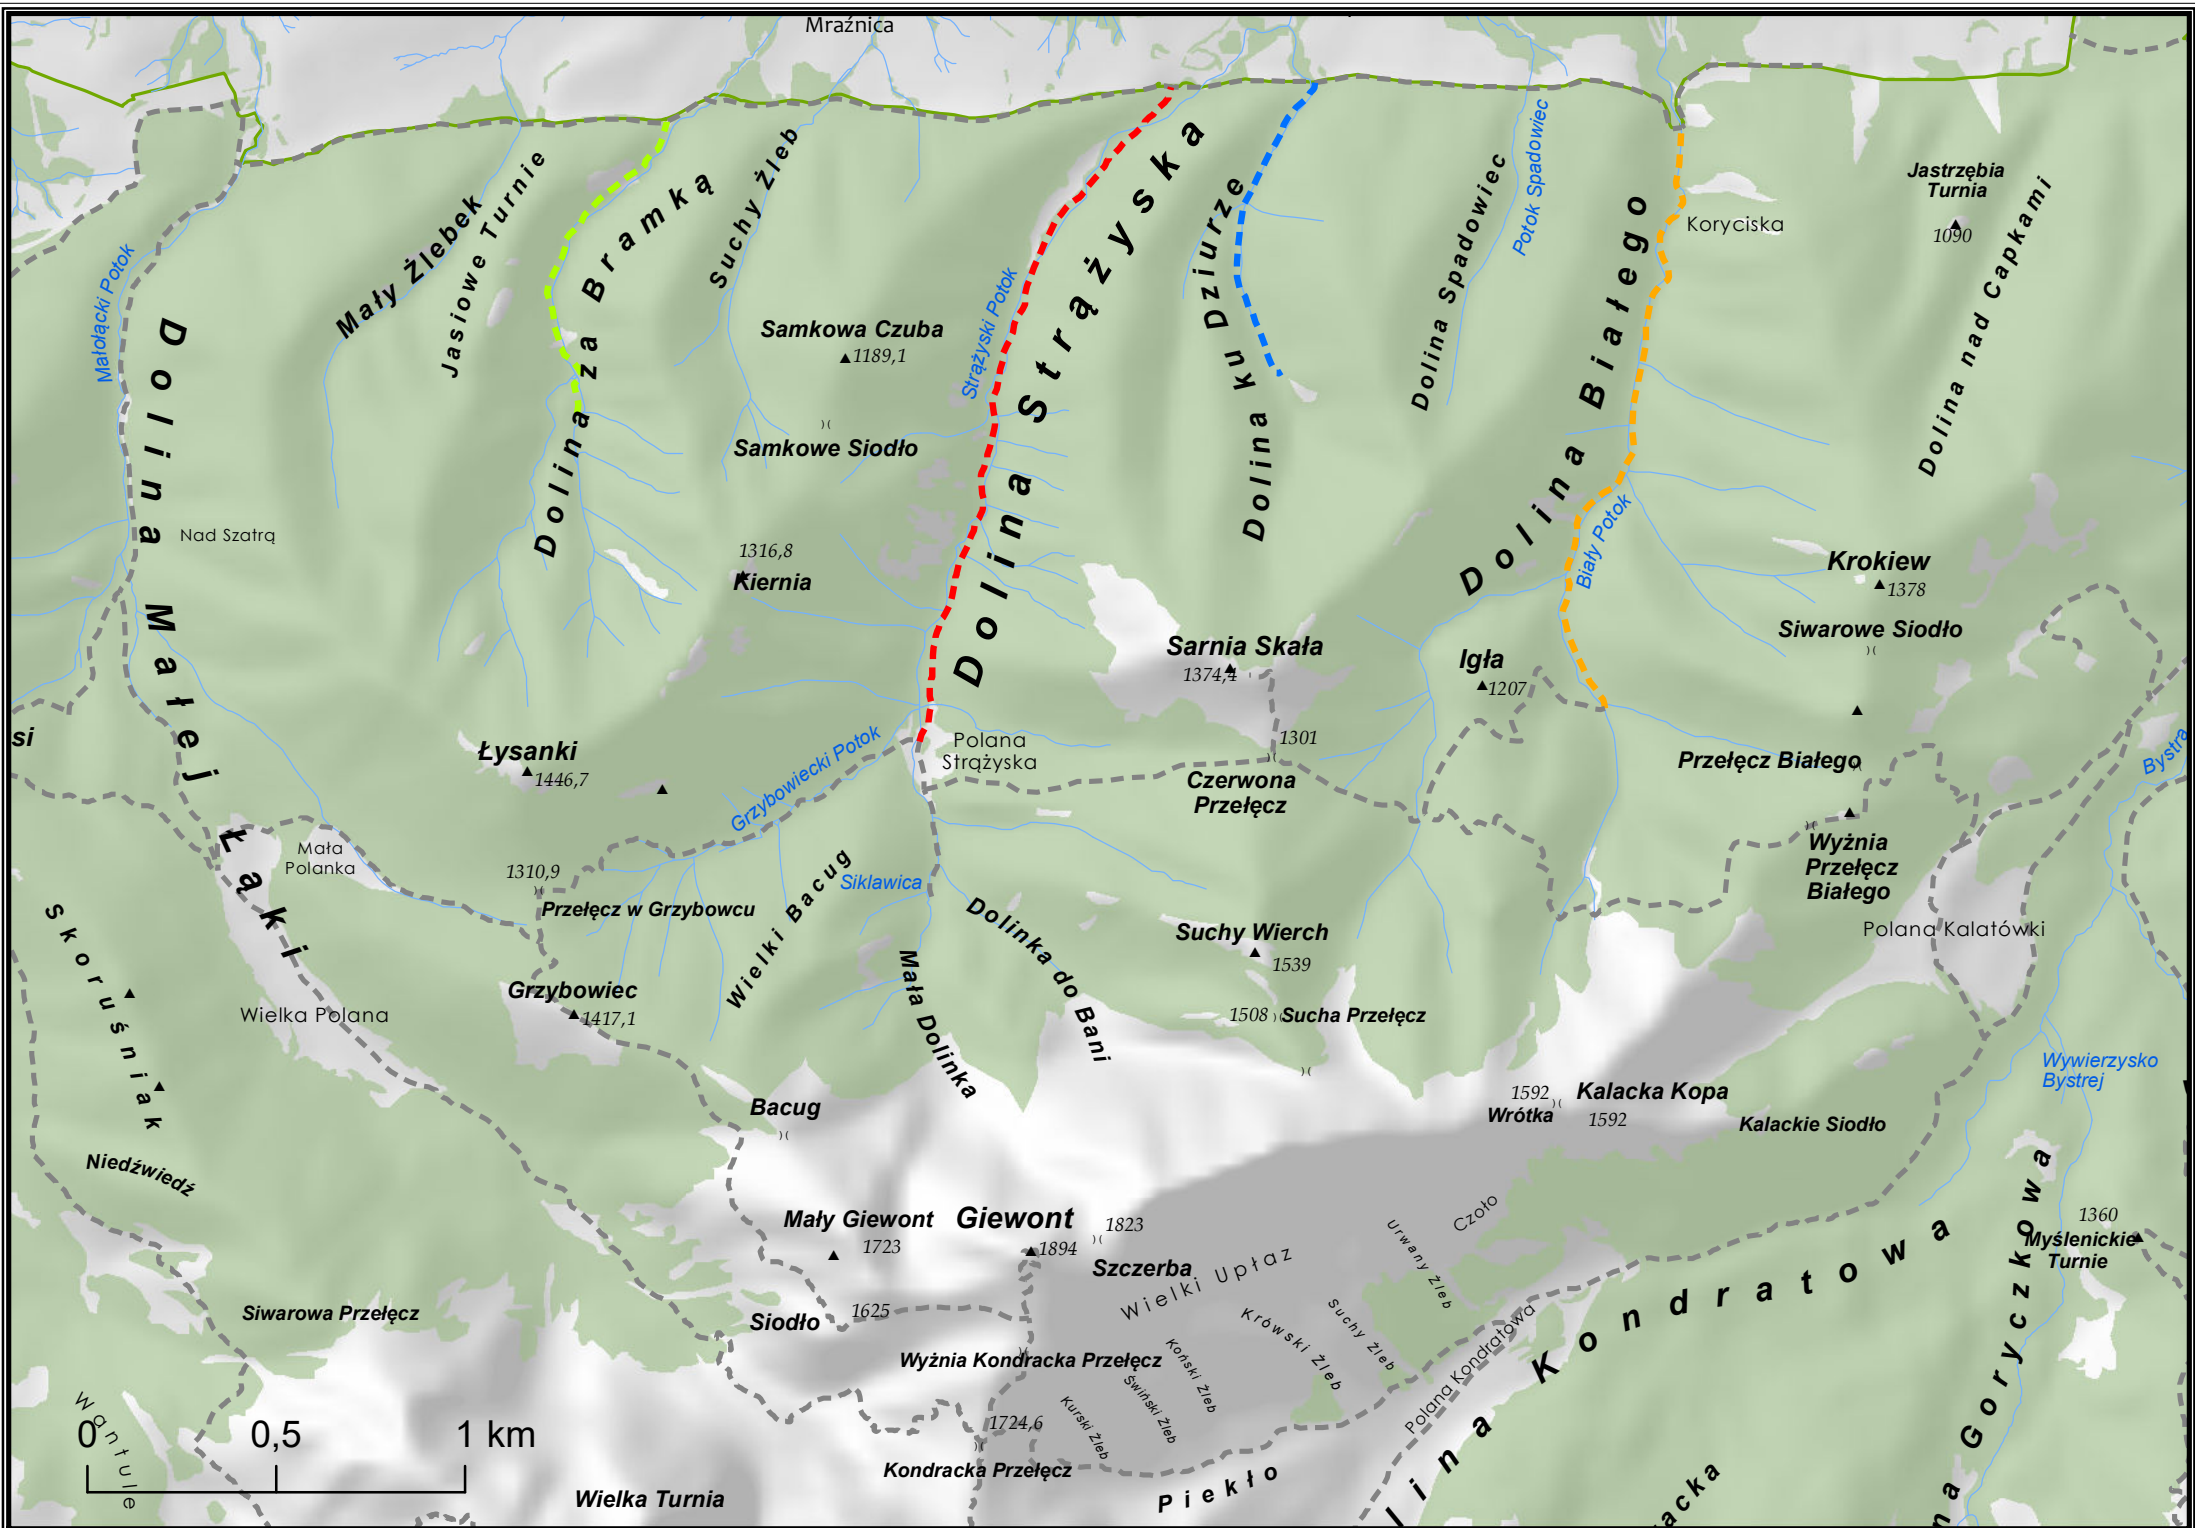 Mraźnica
Małołącki Potok
Dolina Małej Łąki
Mały Żlebek
Jasiowe Turnie
Dolina za Bramką
Suchy Żleb
Samkowa Czuba
1189,1
Samkowe Siodło
Strążyski Potok
Dolina Strążyska
Dolina ku Dziurze
Dolina Spadowiec
Potok Spadowiec
Dolina Białego
Koryciska
Jastrzębia
Turnia
1090
Dolina nad Capkami
Nad Szatrą
1316,8
Kiernia
Biały Potok
Krokiew
1378
Siwarowe Siodło
Sarnia Skała
1374,4
Igła
1207
si
Łysanki
1446,7
Grzybowiecki Potok
Polana
Strążyska
1301
Czerwona
Przełęcz
Przełęcz Białego
Bystra
Wyżnia
Przełęcz
Białego
Mała
Polanka
1310,9
Przełęcz w Grzybowcu
Wielki Bacug
Siklawica
Dolinka do Bani
Mała Dolinka
Suchy Wierch
1539
1508
Sucha Przełęcz
Polana Kalatówki
Skoruśniak
Wielka Polana
Grzybowiec
1417,1
Wywierzysko
Bystrej
Bacug
1592
Wrótka
Kalacka Kopa
1592
Kalackie Siodło
Niedźwiedź
Mały Giewont
1723
Giewont
1894
1823
Szczerba
Wielki Upłaz
Czoło
Urwany Żleb
Suchy Żleb
Krówski Żleb
Koński Żleb
Świński Żleb
Kurski Żleb
1360
Myślenickie
Turnie
Siwarowa Przełęcz
Siodło
1625
Wyżnia Kondracka Przełęcz
Polana Kondratowa
lina Kondratowa
na Goryczkowa
1724,6
Kondracka Przełęcz
Piekło
Wielka Turnia
Wantule
acka
0 0,5 1 km